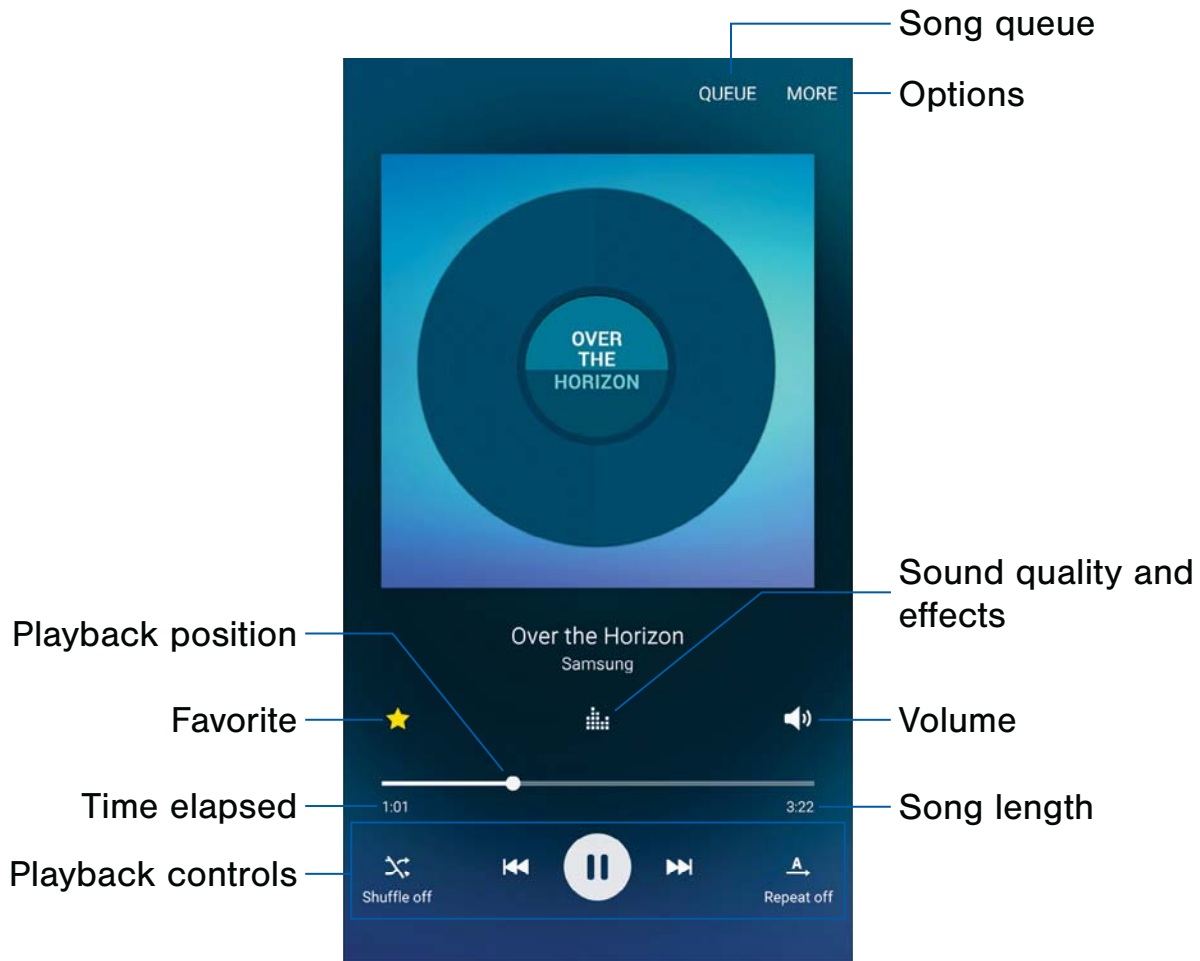 Song queue
QUEUE MORE
Options
OVER
THE
HORIZON
Sound quality and
effects
Playback position
Over the Horizon
Samsung
Favorite
Volume
Time elapsed
1:01
3:22
Song length
Playback controls
A
Shuffle off
Repeat off